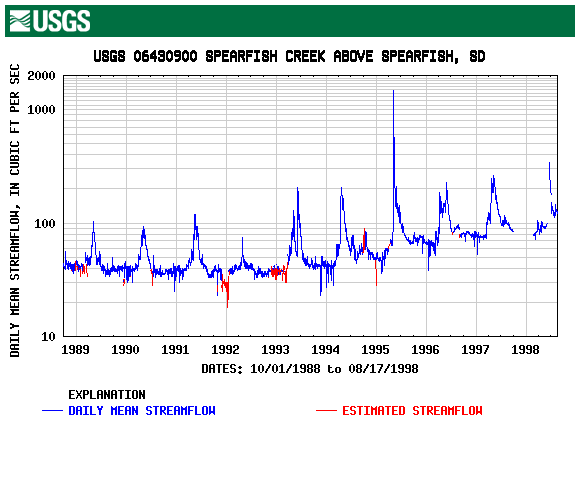 USGS
USGS 06430900 SPEARFISH CREEK ABOVE SPEARFISH, SD
DAILY MEAN STREAMFLOW, IN CUBIC FT PER SEC
2000
1000
100
10
1989 1990 1991 1992 1993 1994 1995 1996 1997 1998
DATES: 10/01/1988 to 08/17/1998
EXPLANATION
DAILY MEAN STREAMFLOW ESTIMATED STREAMFLOW